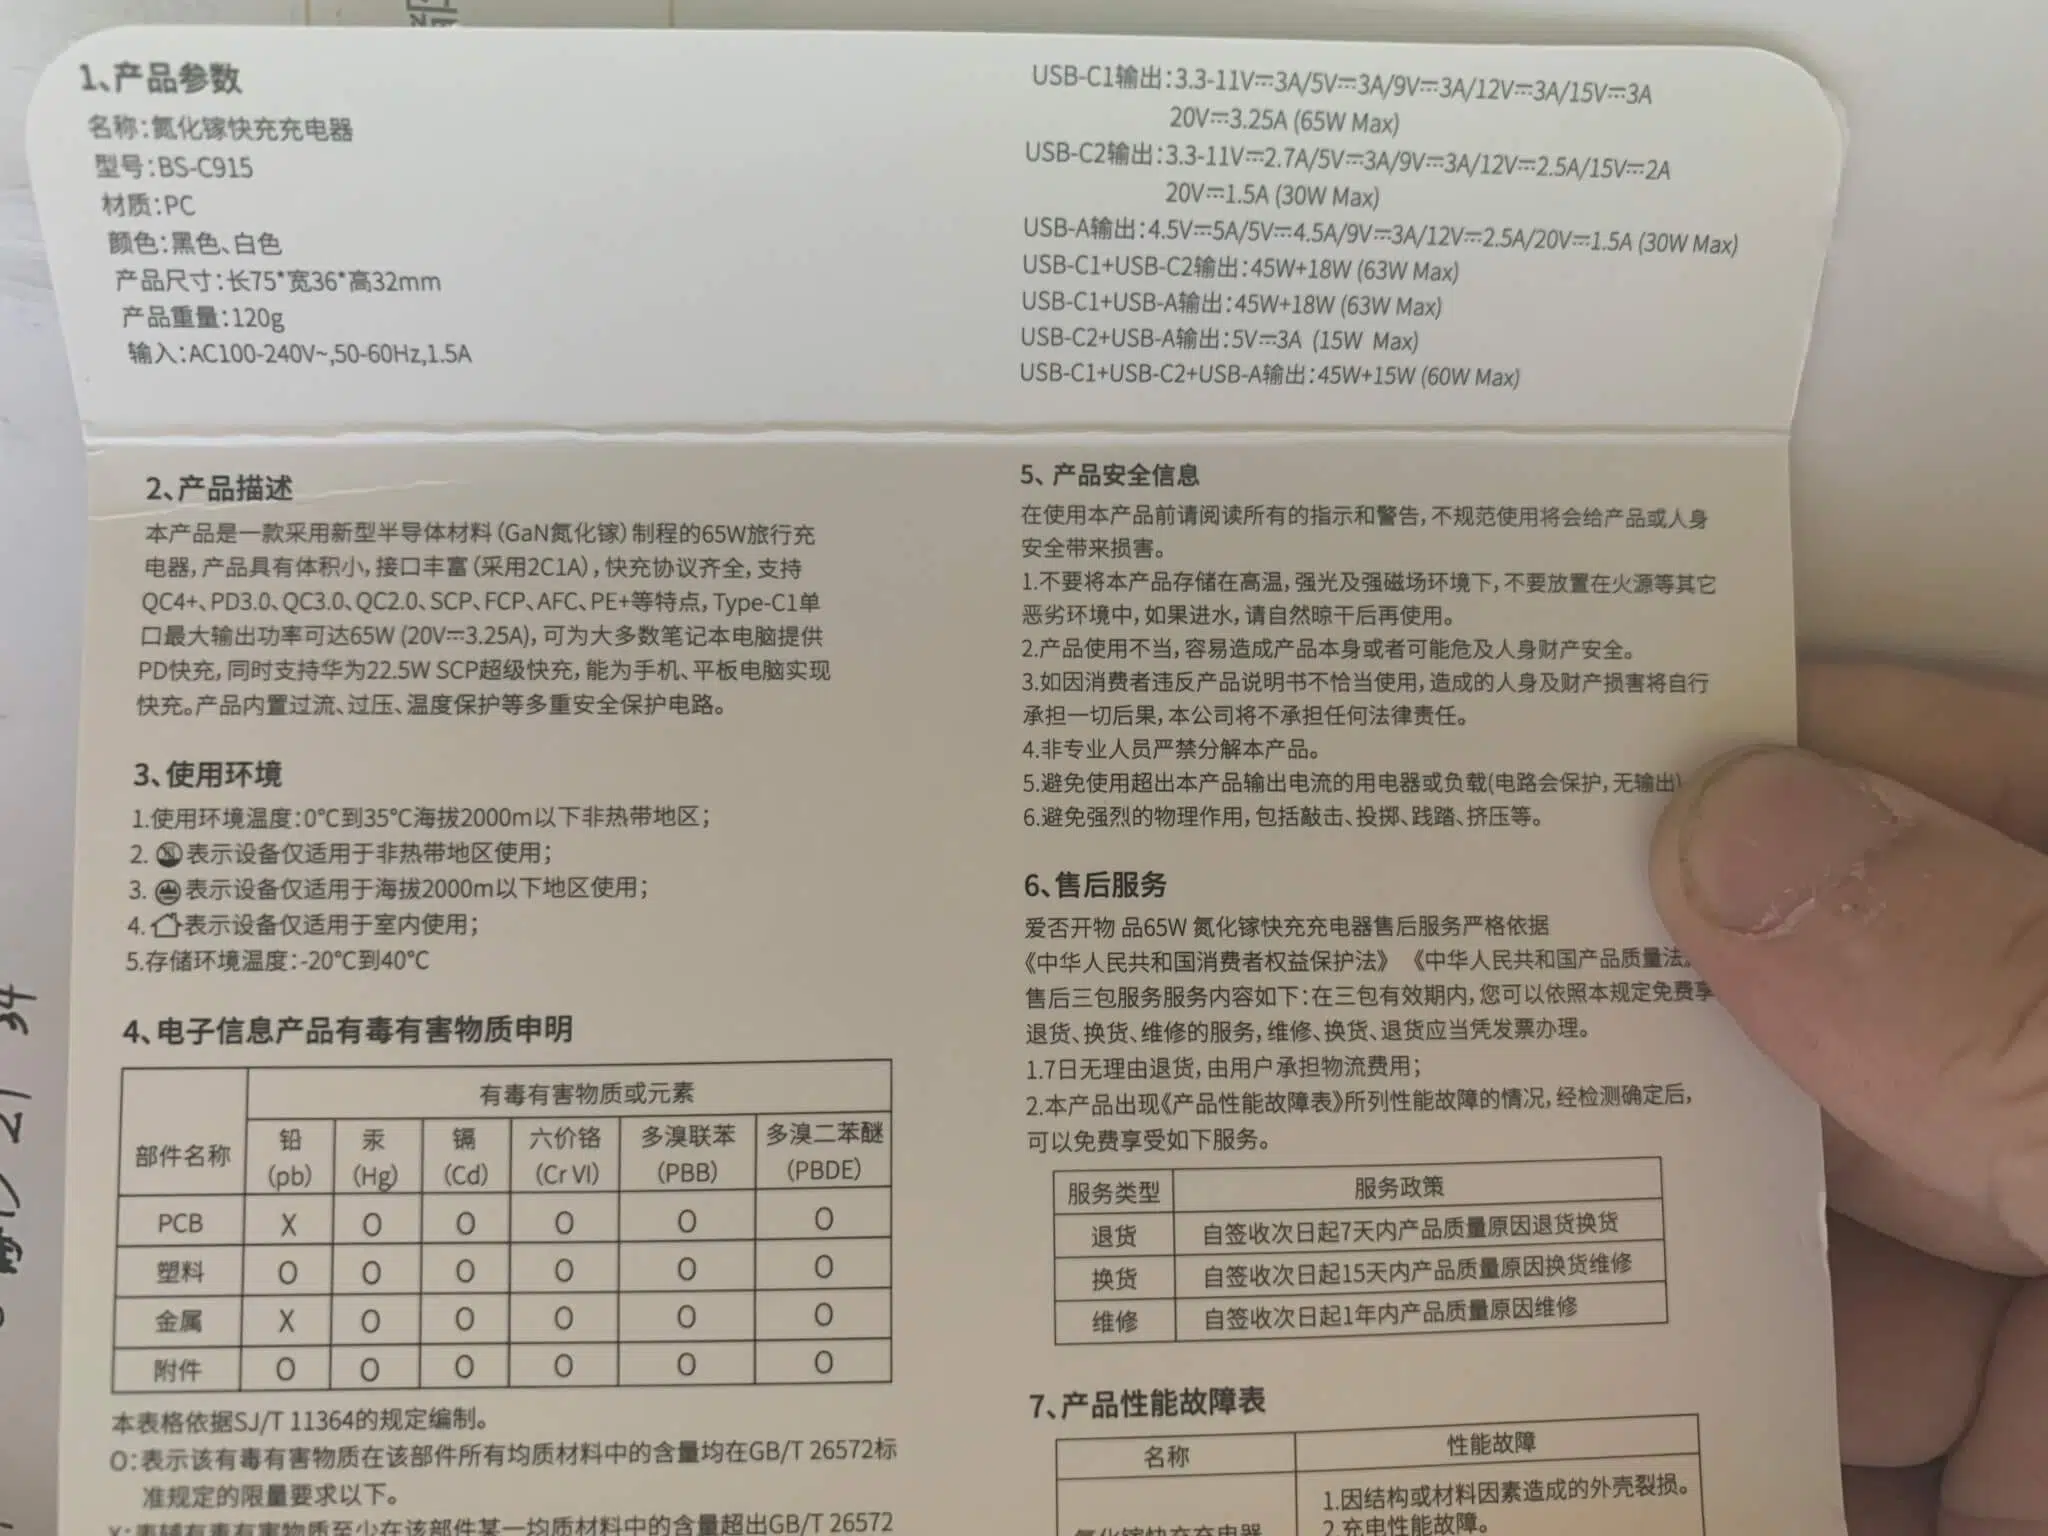 1、产品参数
名称：氮化镓快充充电器
型号：BS-C915
材质：PC
颜色：黑色、白色
产品尺寸：长75*宽36*高32mm
产品重量：120g
输入：AC100-240V~,50-60Hz,1.5A
USB-C1输出：3.3-11V⎓3A/5V⎓3A/9V⎓3A/12V⎓3A/15V⎓3A
20V⎓3.25A (65W Max)
USB-C2输出：3.3-11V⎓2.7A/5V⎓3A/9V⎓3A/12V⎓2.5A/15V⎓2A
20V⎓1.5A (30W Max)
USB-A输出：4.5V⎓5A/5V⎓4.5A/9V⎓3A/12V⎓2.5A/20V⎓1.5A (30W Max)
USB-C1+USB-C2输出：45W+18W (63W Max)
USB-C1+USB-A输出：45W+18W (63W Max)
USB-C2+USB-A输出：5V⎓3A (15W Max)
USB-C1+USB-C2+USB-A输出：45W+15W (60W Max)
2、产品描述
本产品是一款采用新型半导体材料（GaN氮化镓）制程的65W旅行充
电器，产品具有体积小，接口丰富（采用2C1A），快充协议齐全，支持
QC4+、PD3.0、QC3.0、QC2.0、SCP、FCP、AFC、PE+等特点，Type-C1单
口最大输出功率可达65W (20V⎓3.25A)，可为大多数笔记本电脑提供
PD快充，同时支持华为22.5W SCP超级快充，能为手机、平板电脑实现
快充。产品内置过流、过压、温度保护等多重安全保护电路。
3、使用环境
1.使用环境温度：0℃到35℃海拔2000m以下非热带地区；
2. 表示设备仅适用于非热带地区使用；
3. 表示设备仅适用于海拔2000m以下地区使用；
4. 表示设备仅适用于室内使用；
5.存储环境温度：-20℃到40℃
4、电子信息产品有毒有害物质申明
部件名称 有毒有害物质或元素
铅 汞 镉 六价铬 多溴联苯 多溴二苯醚
(pb) (Hg) (Cd) (Cr VI) (PBB) (PBDE)
PCB X O O O O O
塑料 O O O O O O
金属 X O O O O O
附件 O O O O O O
本表格依据SJ/T 11364的规定编制。
O：表示该有毒有害物质在该部件所有均质材料中的含量均在GB/T 26572标
准规定的限量要求以下。
有毒有害物质至少在该部件某一均质材料中的含量超出GB/T 26572
5、产品安全信息
在使用本产品前请阅读所有的指示和警告，不规范使用将会给产品或人身
安全带来损害。
1.不要将本产品存储在高温，强光及强磁场环境下，不要放置在火源等其它
恶劣环境中，如果进水，请自然晾干后再使用。
2.产品使用不当，容易造成产品本身或者可能危及人身财产安全。
3.如因消费者违反产品说明书不恰当使用，造成的人身及财产损害将自行
承担一切后果，本公司将不承担任何法律责任。
4.非专业人员严禁分解本产品。
5.避免使用超出本产品输出电流的用电器或负载(电路会保护，无输出)
6.避免强烈的物理作用，包括敲击、投掷、践踏、挤压等。
6、售后服务
爱否开物 品65W 氮化镓快充充电器售后服务严格依据
《中华人民共和国消费者权益保护法》《中华人民共和国产品质量法》
售后三包服务服务内容如下：在三包有效期内，您可以依照本规定免费享
退货、换货、维修的服务，维修、换货、退货应当凭发票办理。
1.7日无理由退货，由用户承担物流费用；
2.本产品出现《产品性能故障表》所列性能故障的情况，经检测确定后，
可以免费享受如下服务。
服务类型 服务政策
退货 自签收次日起7天内产品质量原因退货换货
换货 自签收次日起15天内产品质量原因换货维修
维修 自签收次日起1年内产品质量原因维修
7、产品性能故障表
名称 性能故障
1.因结构或材料因素造成的外壳裂损。
氮化镓快充充电器 2.充电性能故障。